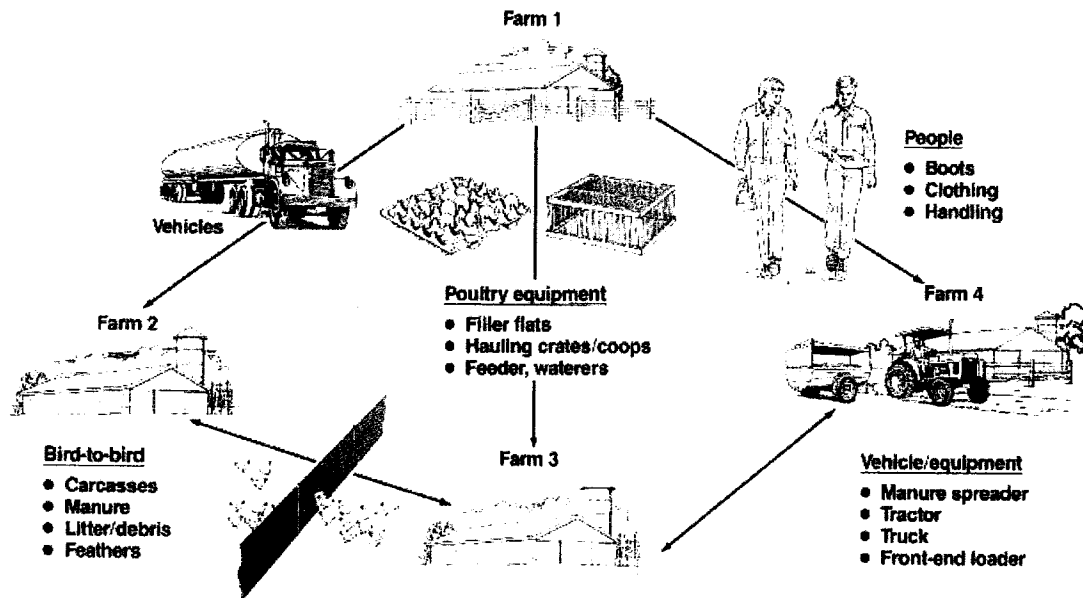 Farm 1
Vehicles
People
● Boots
● Clothing
● Handling
Poultry equipment
● Filler flats
● Hauling crates/coops
● Feeder, waterers
Farm 2
Farm 4
Bird-to-bird
● Carcasses
● Manure
● Litter/debris
● Feathers
Farm 3
Vehicle/equipment
● Manure spreader
● Tractor
● Truck
● Front-end loader